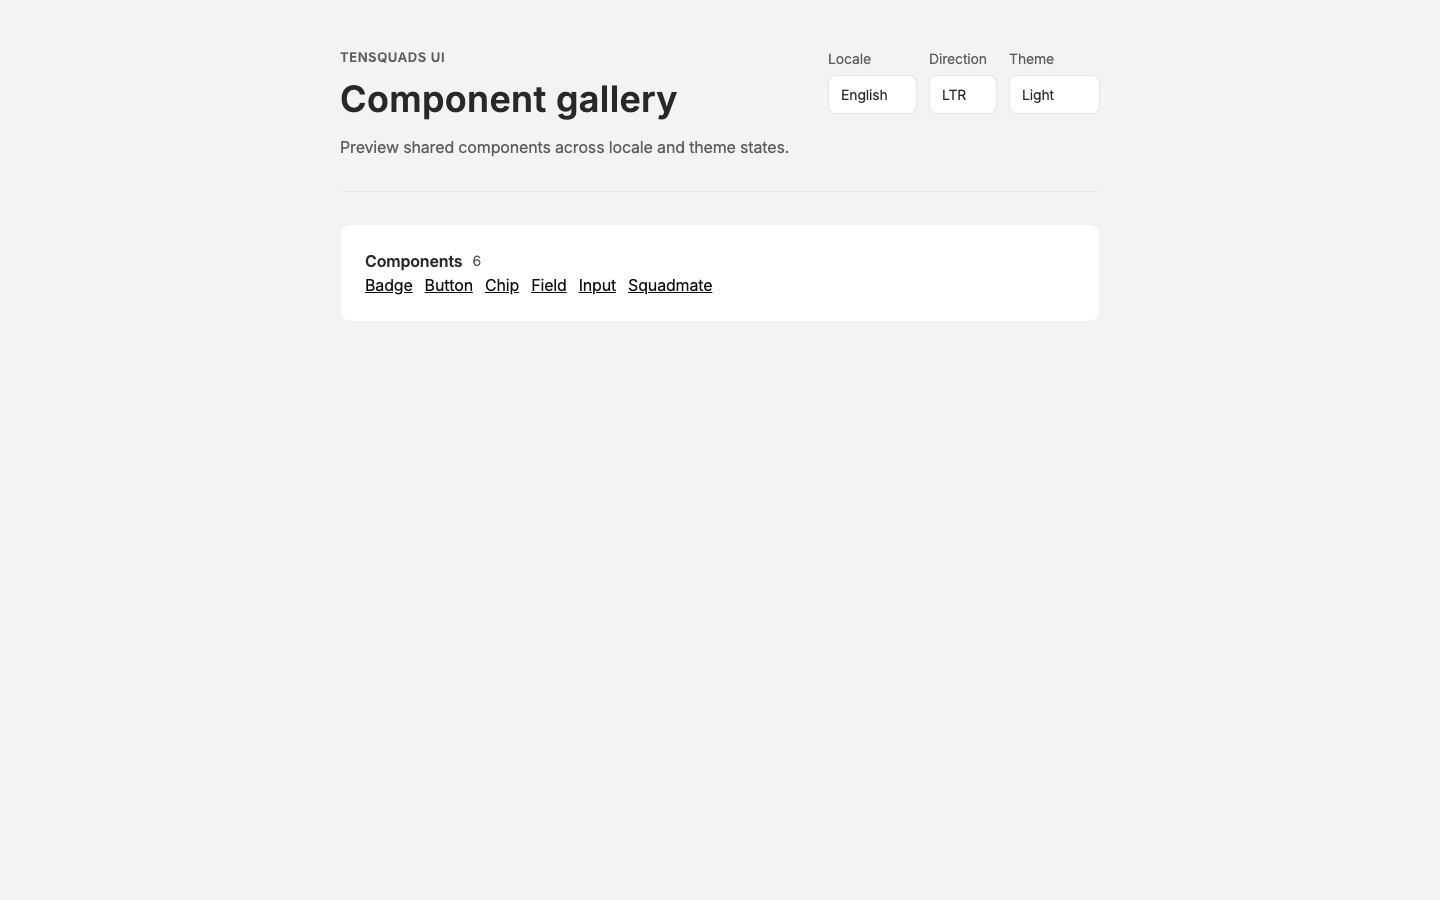 TENSQUADS UI
Component gallery
Preview shared components across locale and theme states.
Locale Direction Theme
English LTR Light
Components 6
Badge Button Chip Field Input Squadmate